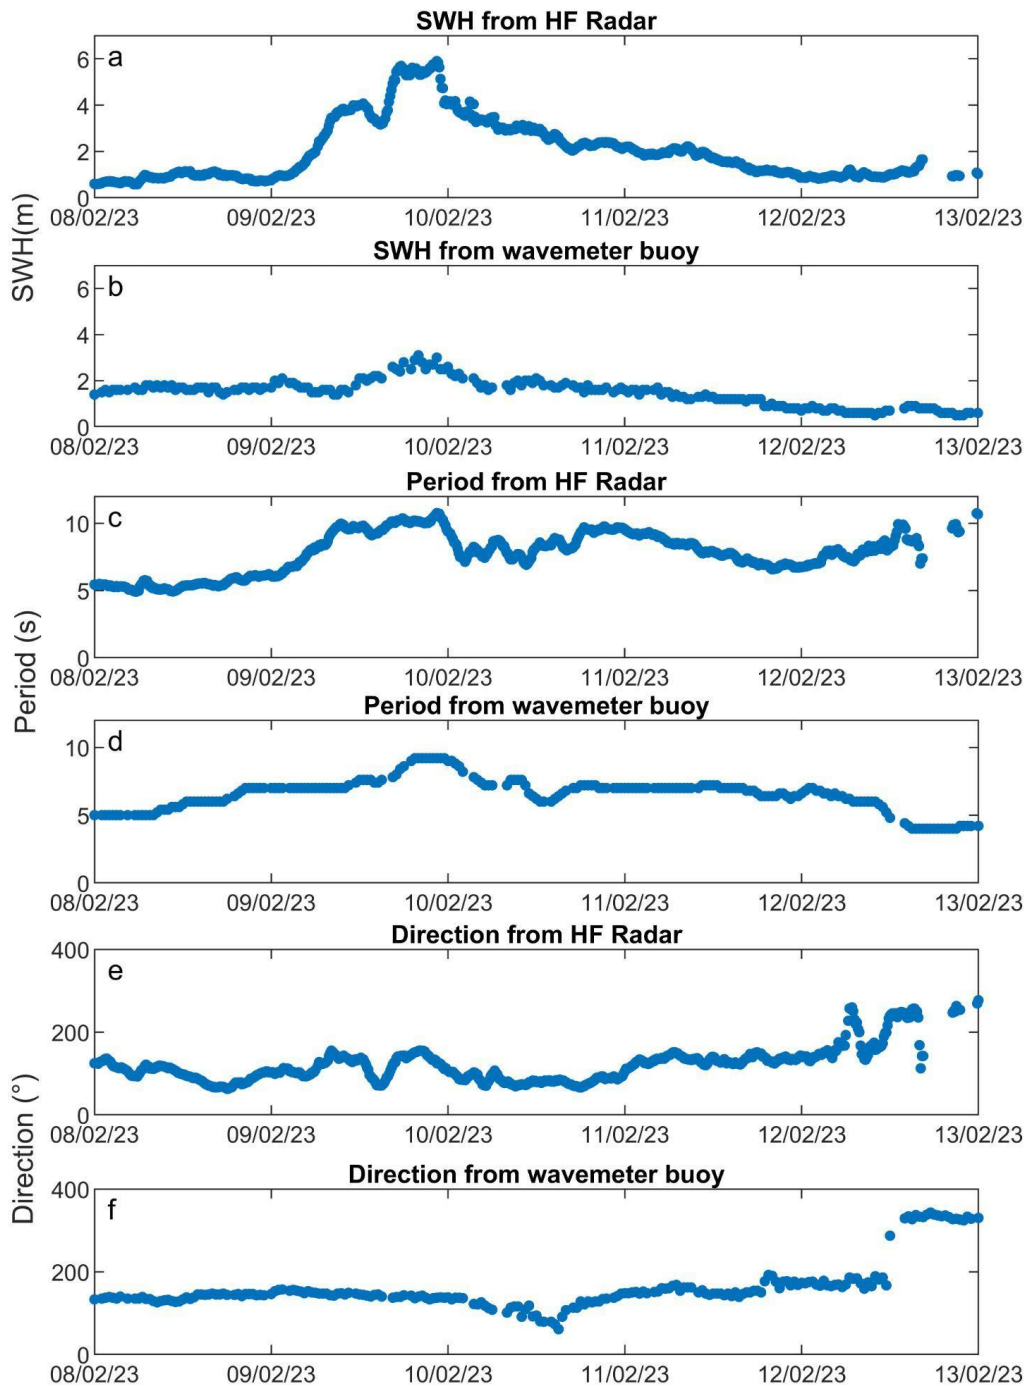 SWH from HF Radar
a
6
4
2
0
08/02/23 09/02/23 10/02/23 11/02/23 12/02/23 13/02/23
SWH(m)
SWH from wavemeter buoy
b
6
4
2
0
08/02/23 09/02/23 10/02/23 11/02/23 12/02/23 13/02/23
Period from HF Radar
c
10
5
0
08/02/23 09/02/23 10/02/23 11/02/23 12/02/23 13/02/23
Period (s)
Period from wavemeter buoy
d
10
5
0
08/02/23 09/02/23 10/02/23 11/02/23 12/02/23 13/02/23
Direction from HF Radar
400
e
200
0
08/02/23 09/02/23 10/02/23 11/02/23 12/02/23 13/02/23
Direction (°)
Direction from wavemeter buoy
400
f
200
0
08/02/23 09/02/23 10/02/23 11/02/23 12/02/23 13/02/23